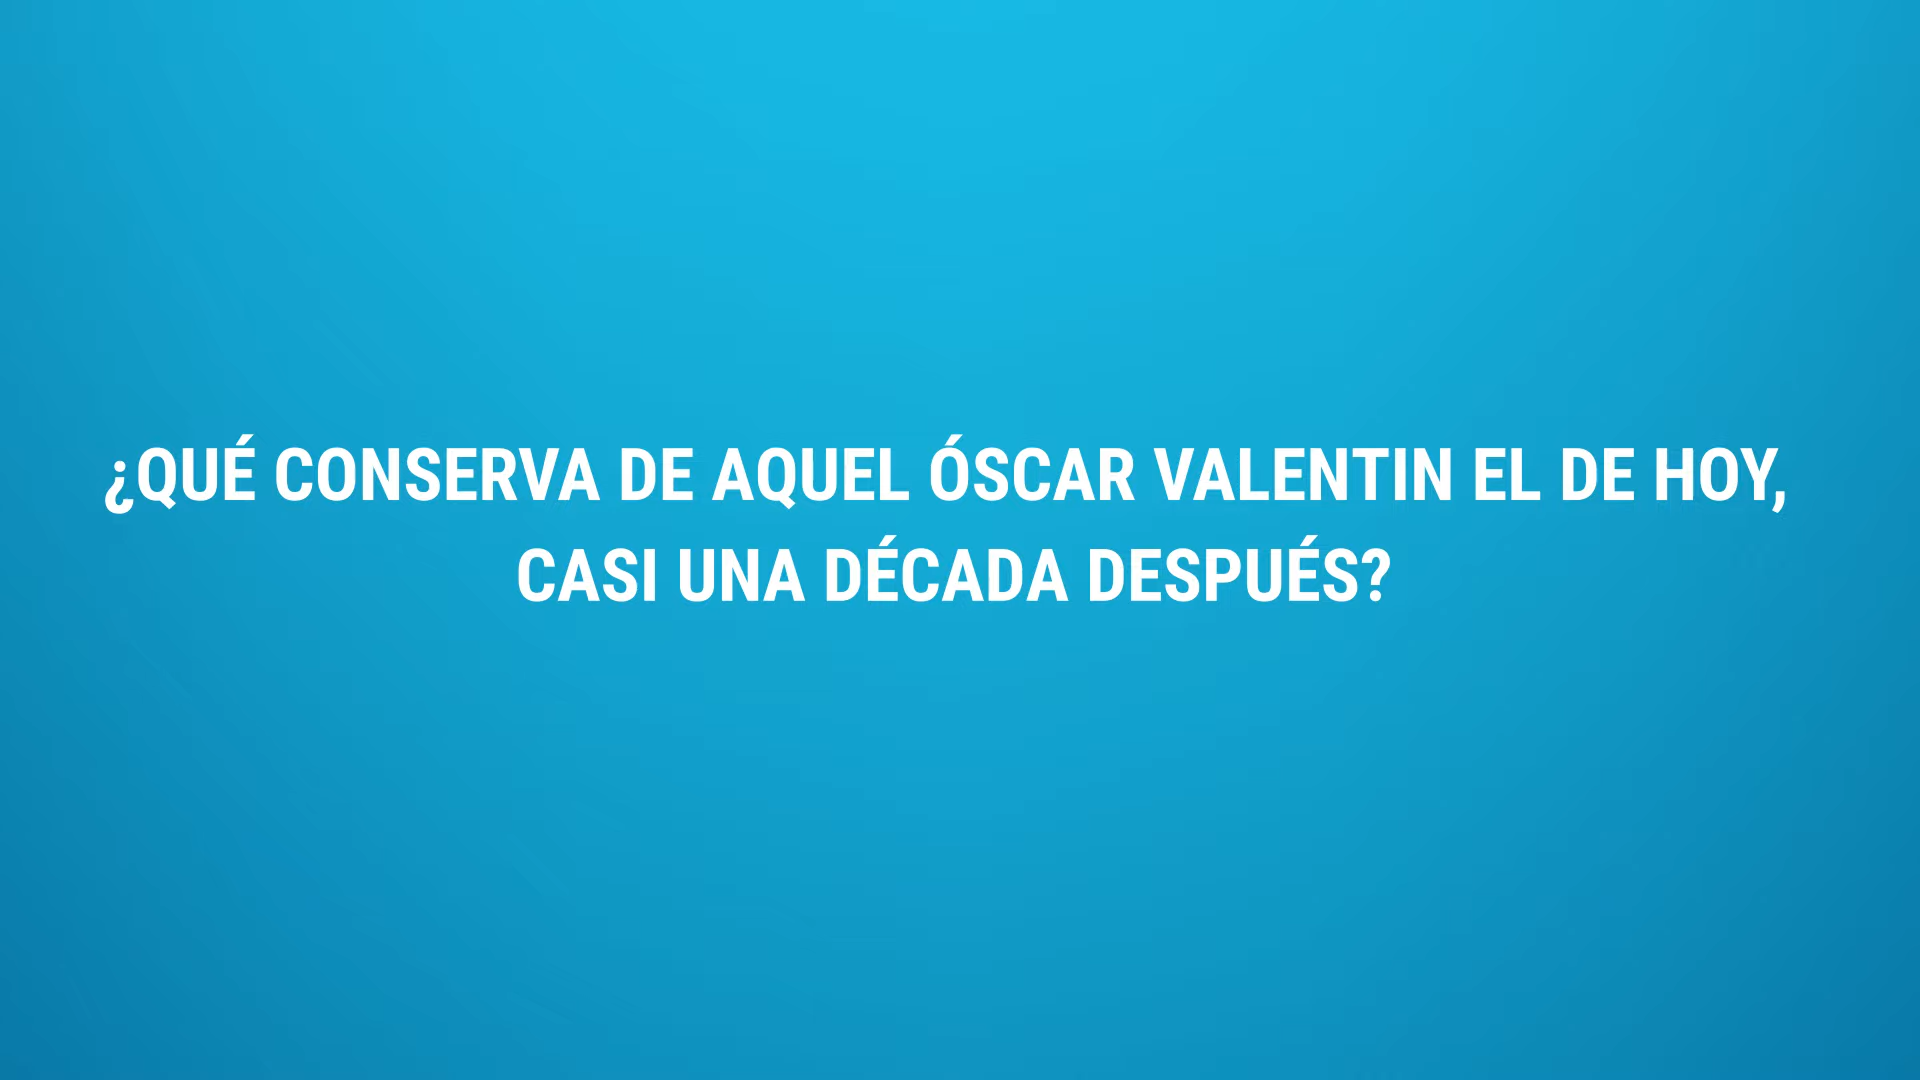 ¿QUÉ CONSERVA DE AQUEL ÓSCAR VALENTIN EL DE HOY,
CASI UNA DÉCADA DESPUÉS?